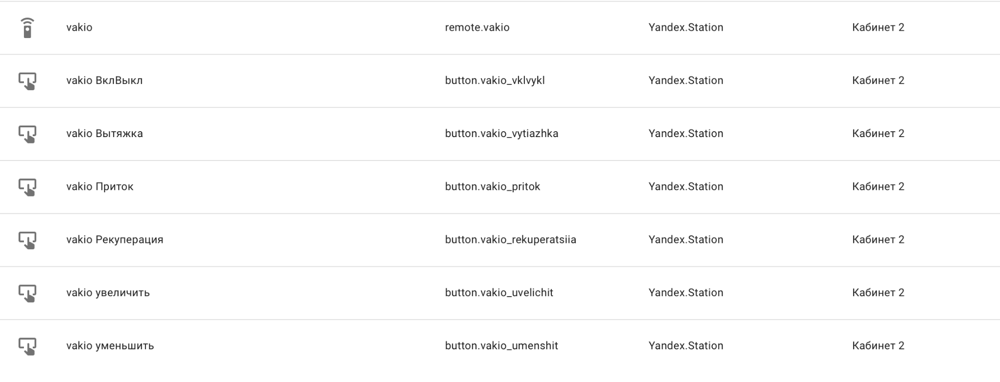 vakio remote.vakio Yandex.Station Кабинет 2
vakio ВклВыкл button.vakio_vklvykl Yandex.Station Кабинет 2
vakio Вытяжка button.vakio_vytiazhka Yandex.Station Кабинет 2
vakio Приток button.vakio_pritok Yandex.Station Кабинет 2
vakio Рекуперация button.vakio_rekuperatsiia Yandex.Station Кабинет 2
vakio увеличить button.vakio_uvelichit Yandex.Station Кабинет 2
vakio уменьшить button.vakio_umenshit Yandex.Station Кабинет 2